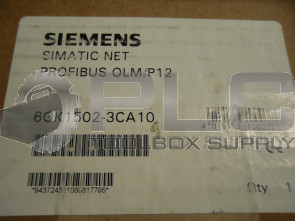 SIEMENS
SIMATIC NET
PROFIBUS OLM/P12
6GK1502-3CA10
PLC
TOOLBOX SUPPLY
Qty 1